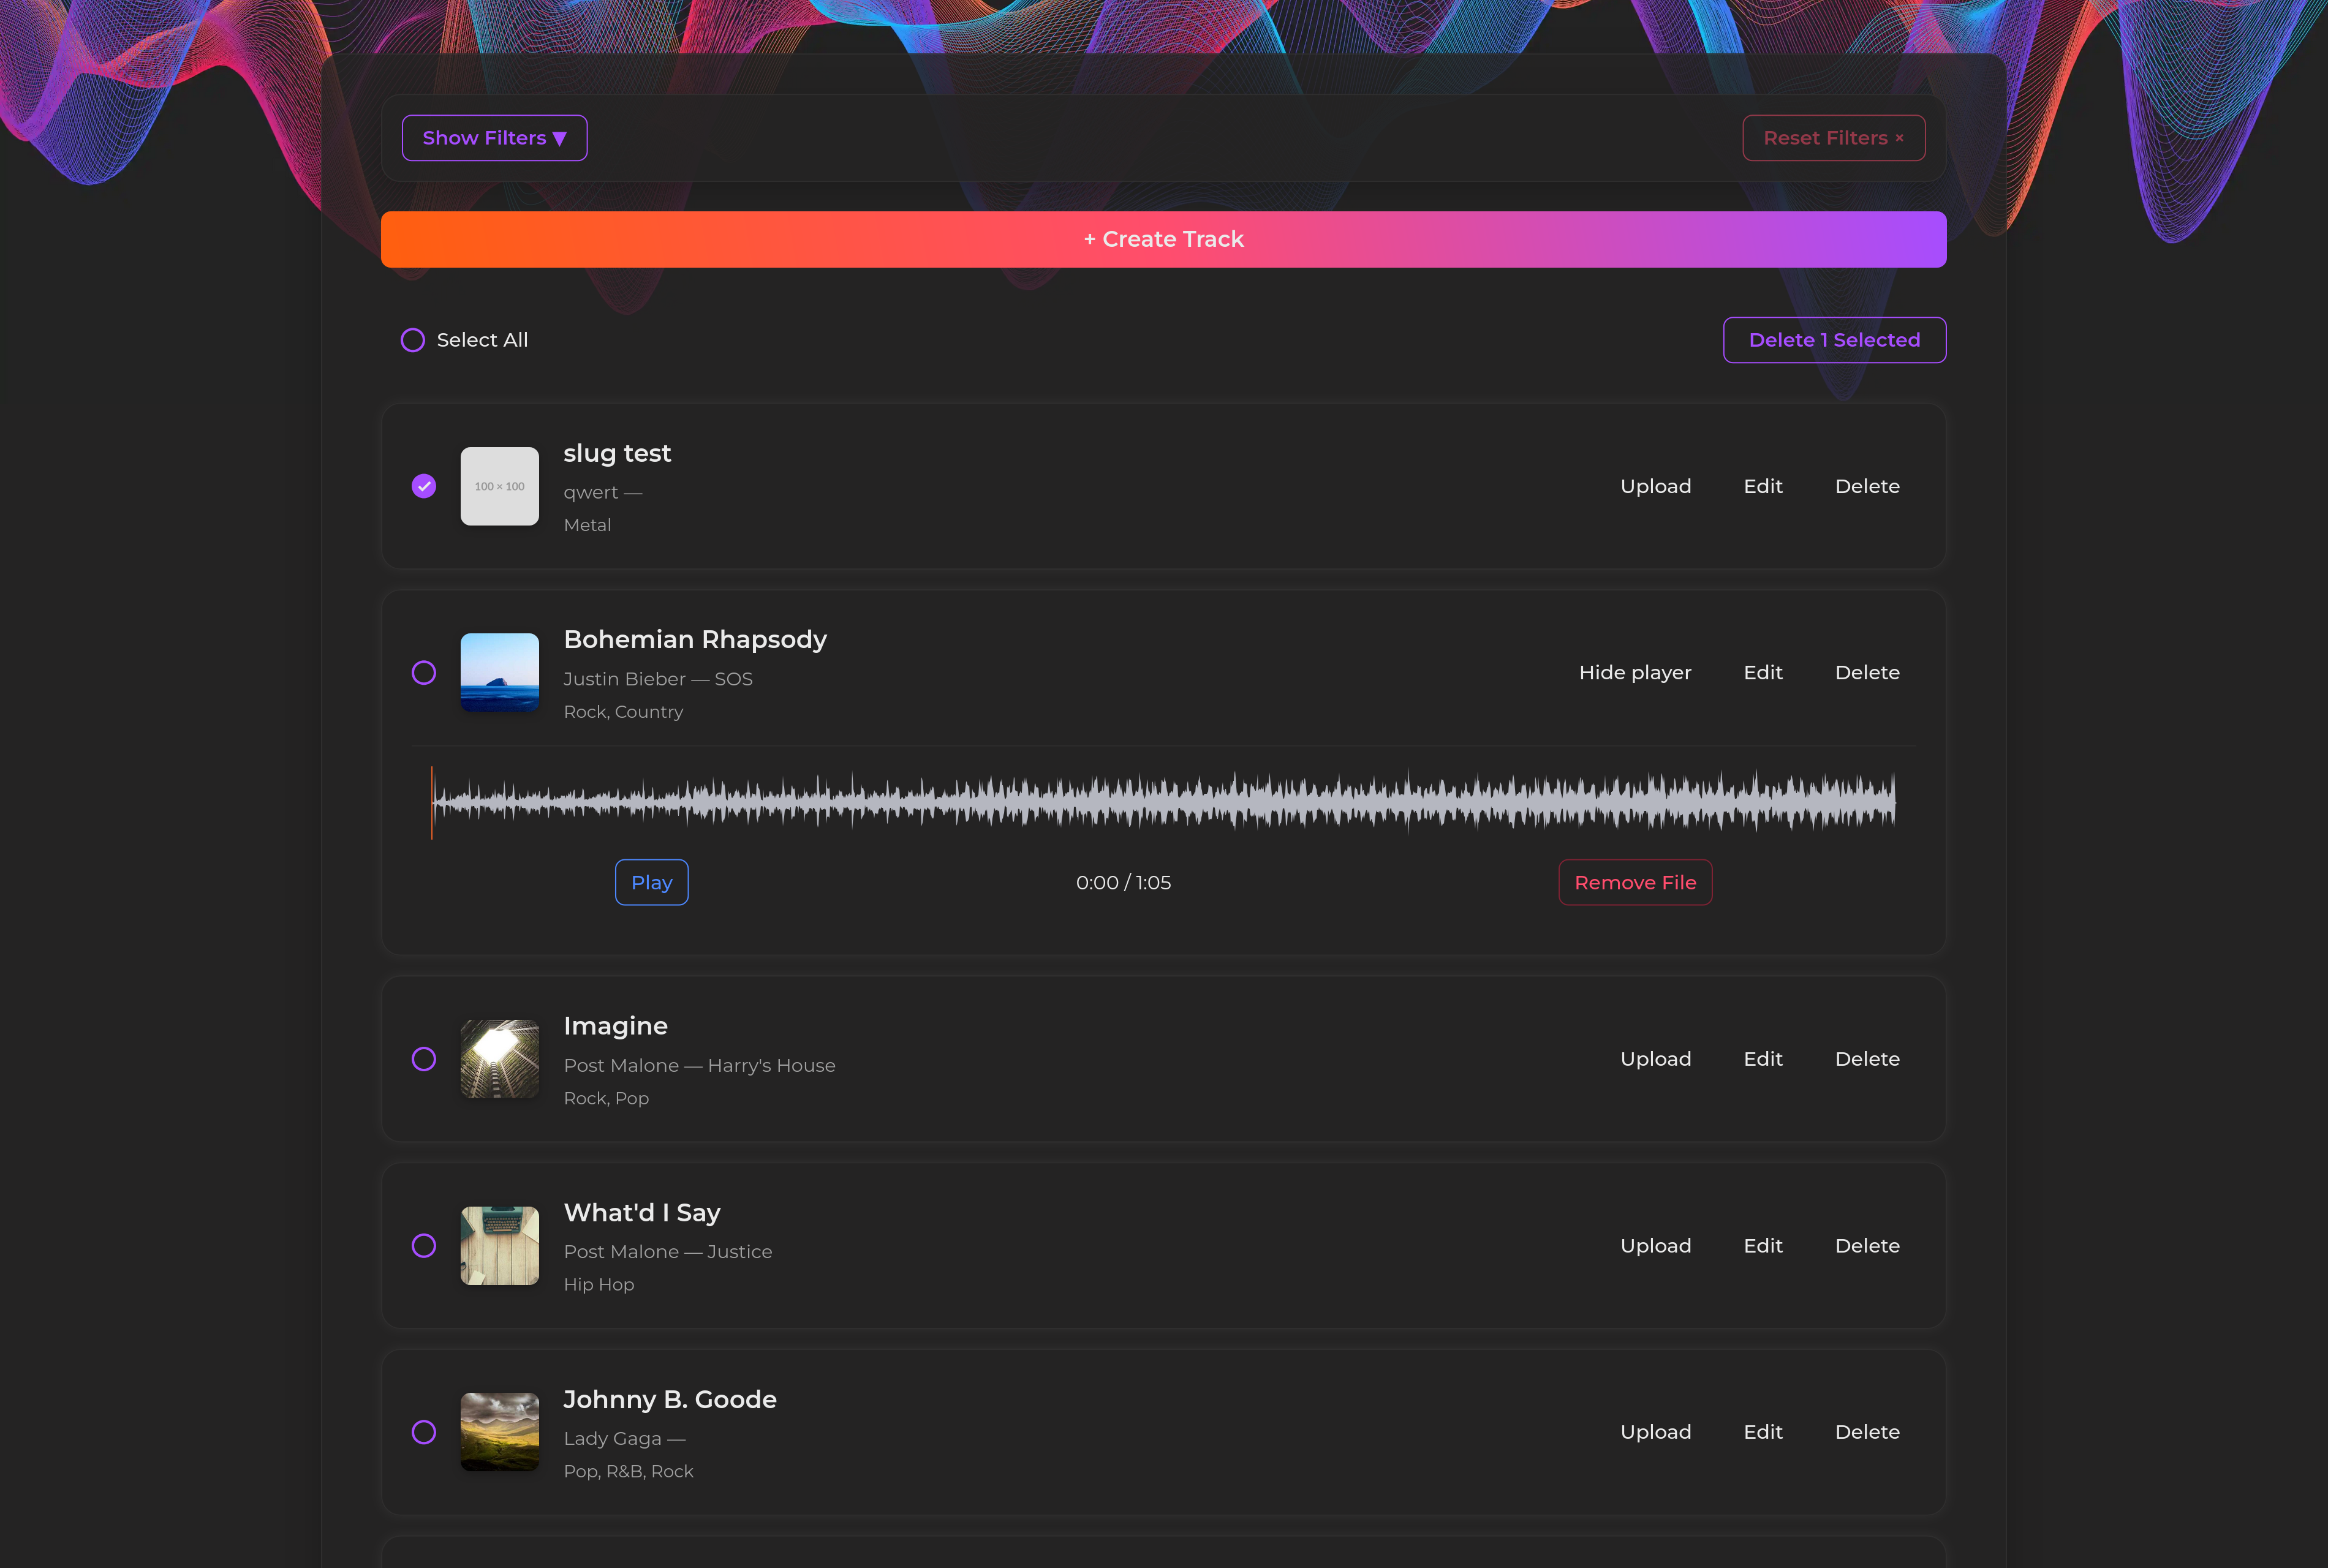 Show Filters ▼
Reset Filters ×
+ Create Track
Select All
Delete 1 Selected
100 × 100
slug test
qwert —
Metal
Upload
Edit
Delete
Bohemian Rhapsody
Justin Bieber — SOS
Rock, Country
Hide player
Edit
Delete
Play
0:00 / 1:05
Remove File
Imagine
Post Malone — Harry's House
Rock, Pop
Upload
Edit
Delete
What'd I Say
Post Malone — Justice
Hip Hop
Upload
Edit
Delete
Johnny B. Goode
Lady Gaga —
Pop, R&B, Rock
Upload
Edit
Delete